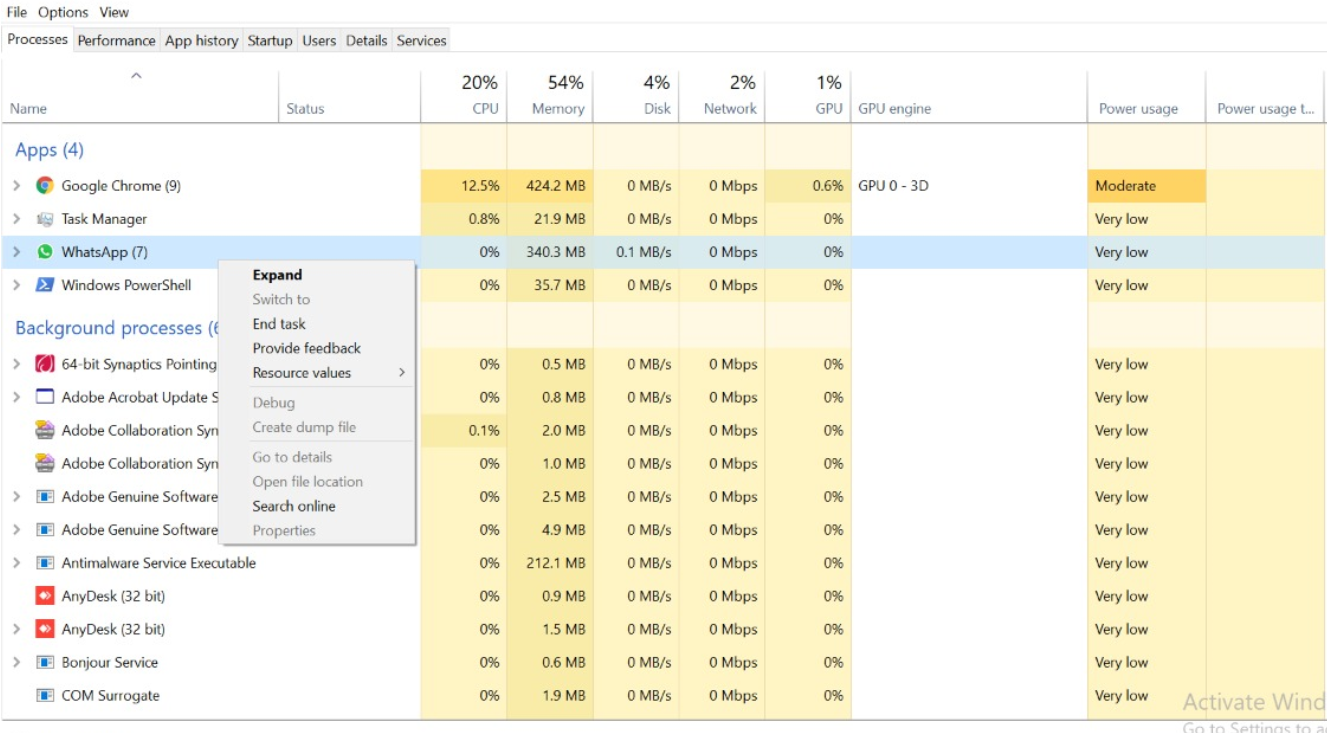 File Options View
Processes Performance App history Startup Users Details Services
20% 54% 4% 2% 1%
Name Status CPU Memory Disk Network GPU GPU engine Power usage Power usage t...
Apps (4)
Google Chrome (9) 12.5% 424.2 MB 0 MB/s 0 Mbps 0.6% GPU 0 - 3D Moderate
Task Manager 0.8% 21.9 MB 0 MB/s 0 Mbps 0% Very low
WhatsApp (7) 0% 340.3 MB 0.1 MB/s 0 Mbps 0% Very low
Windows PowerShell 0% 35.7 MB 0 MB/s 0 Mbps 0% Very low
Background processes (6
64-bit Synaptics Pointing 0% 0.5 MB 0 MB/s 0 Mbps 0% Very low
Adobe Acrobat Update S 0% 0.8 MB 0 MB/s 0 Mbps 0% Very low
Adobe Collaboration Syn 0.1% 2.0 MB 0 MB/s 0 Mbps 0% Very low
Adobe Collaboration Syn 0% 1.0 MB 0 MB/s 0 Mbps 0% Very low
Adobe Genuine Software 0% 2.5 MB 0 MB/s 0 Mbps 0% Very low
Adobe Genuine Software 0% 4.9 MB 0 MB/s 0 Mbps 0% Very low
Antimalware Service Executable 0% 212.1 MB 0 MB/s 0 Mbps 0% Very low
AnyDesk (32 bit) 0% 0.9 MB 0 MB/s 0 Mbps 0% Very low
AnyDesk (32 bit) 0% 1.5 MB 0 MB/s 0 Mbps 0% Very low
Bonjour Service 0% 0.6 MB 0 MB/s 0 Mbps 0% Very low
COM Surrogate 0% 1.9 MB 0 MB/s 0 Mbps 0% Very low
Expand
Switch to
End task
Provide feedback
Resource values
Debug
Create dump file
Go to details
Open file location
Search online
Properties
Activate Wind
Go to Settings to a